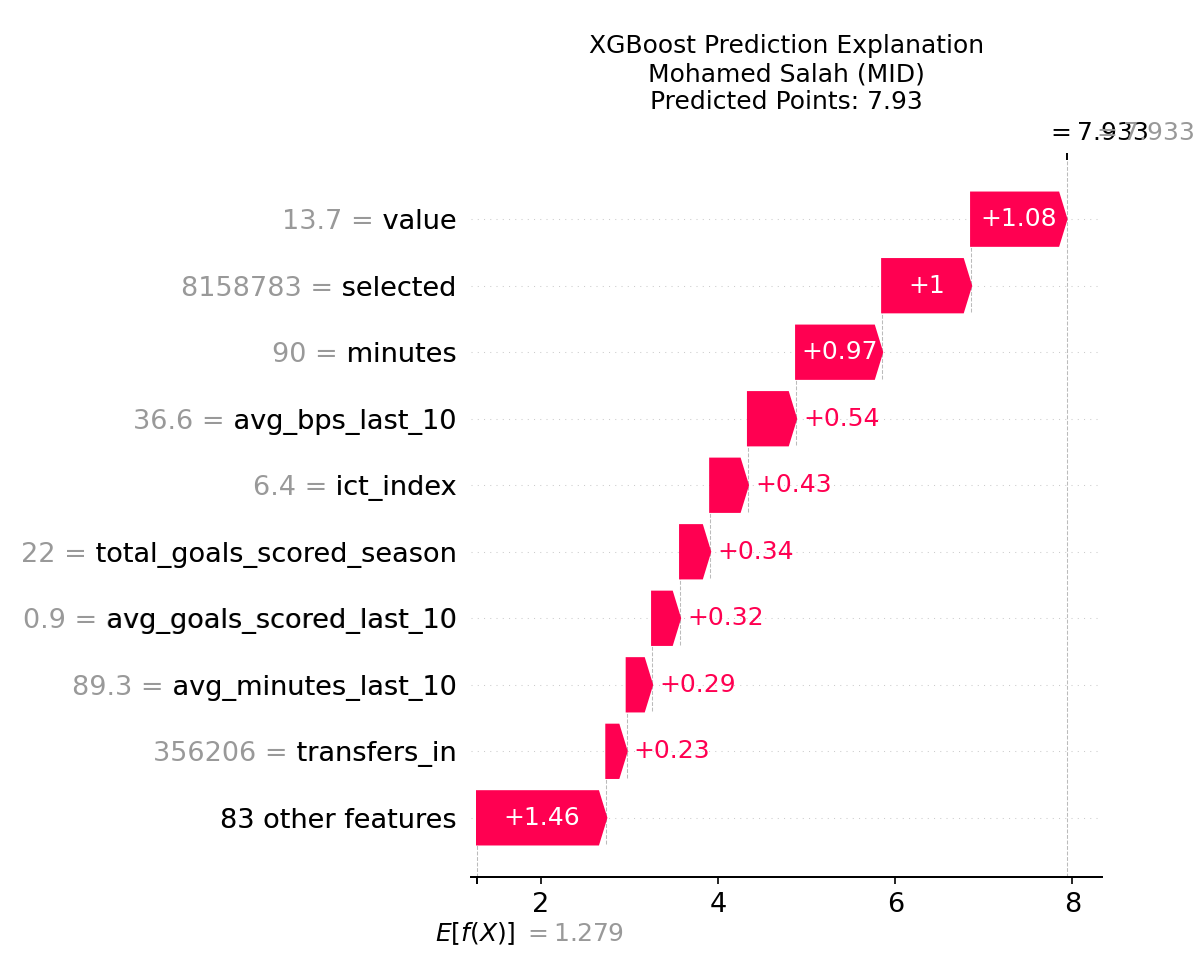 XGBoost Prediction Explanation
Mohamed Salah (MID)
Predicted Points: 7.93
= 7.933
= 7.933
13.7 = value
+1.08
8158783 = selected
+1
90 = minutes
+0.97
36.6 = avg_bps_last_10
+0.54
6.4 = ict_index
+0.43
22 = total_goals_scored_season
+0.34
0.9 = avg_goals_scored_last_10
+0.32
89.3 = avg_minutes_last_10
+0.29
356206 = transfers_in
+0.23
83 other features
+1.46
2 4 6 8
E[f(X)] = 1.279